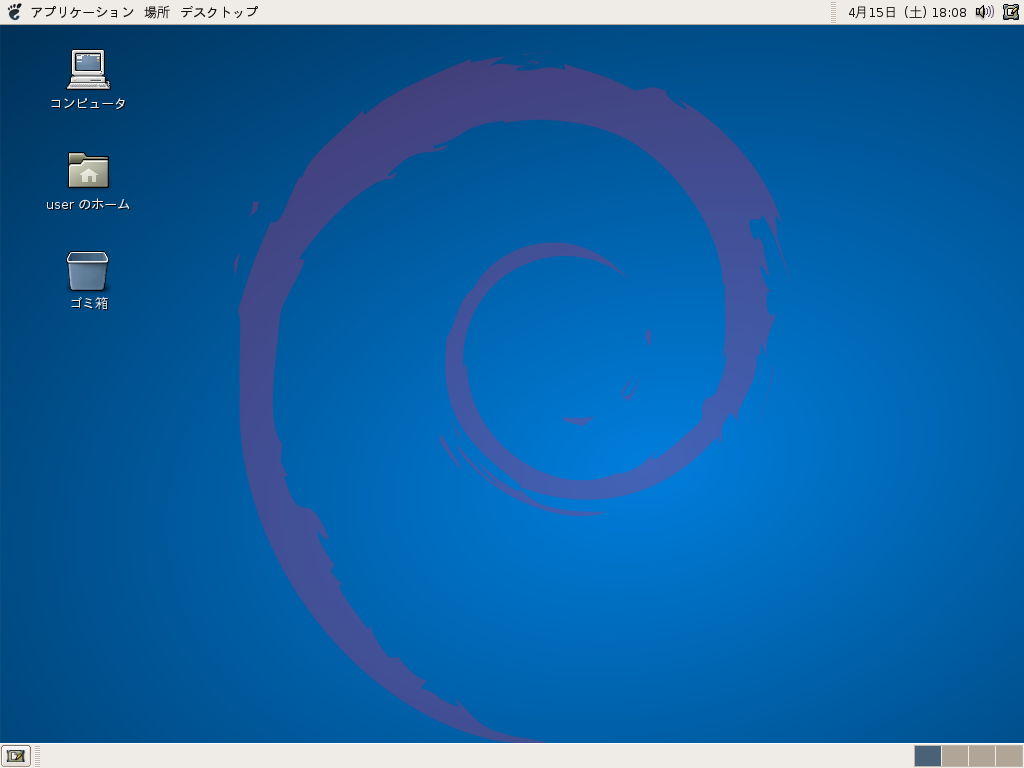 アプリケーション 場所 デスクトップ 4月15日 (土) 18:08
コンピュータ
user のホーム
ゴミ箱